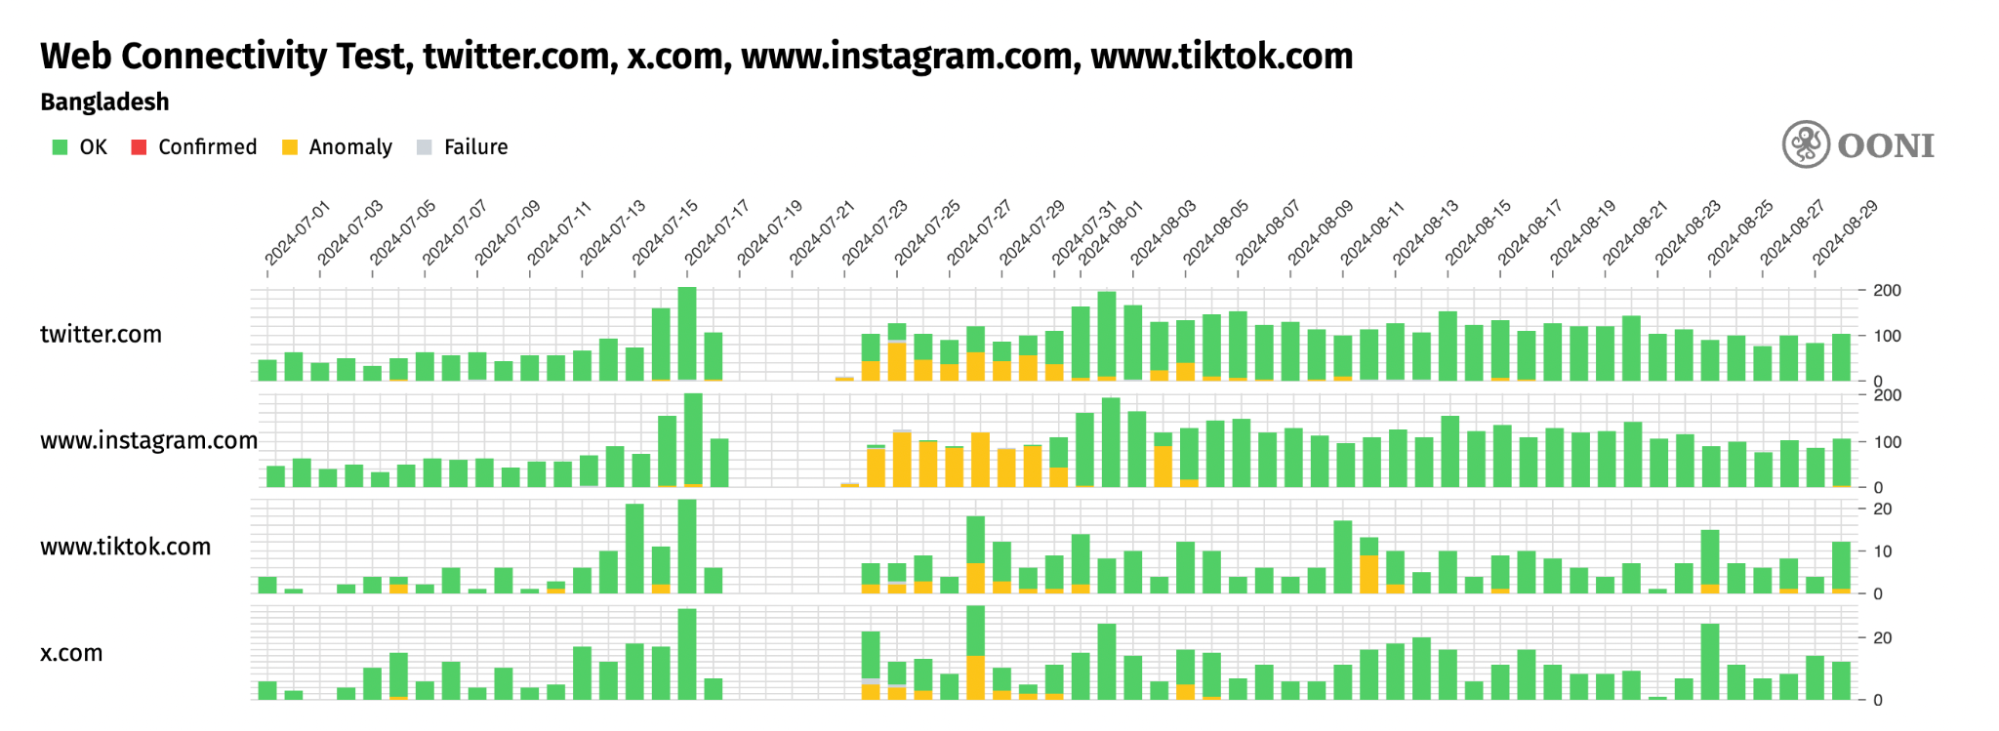 Web Connectivity Test, twitter.com, x.com, www.instagram.com, www.tiktok.com
Bangladesh
OK Confirmed Anomaly Failure
OONI
2024-07-01 2024-07-03 2024-07-05 2024-07-07 2024-07-09 2024-07-11 2024-07-13 2024-07-15 2024-07-17 2024-07-19 2024-07-21 2024-07-23 2024-07-25 2024-07-27 2024-07-29 2024-07-31 2024-08-01 2024-08-03 2024-08-05 2024-08-07 2024-08-09 2024-08-11 2024-08-13 2024-08-15 2024-08-17 2024-08-19 2024-08-21 2024-08-23 2024-08-25 2024-08-27 2024-08-29
200
twitter.com
100
0
200
www.instagram.com
100
0
20
www.tiktok.com
10
0
20
x.com
0